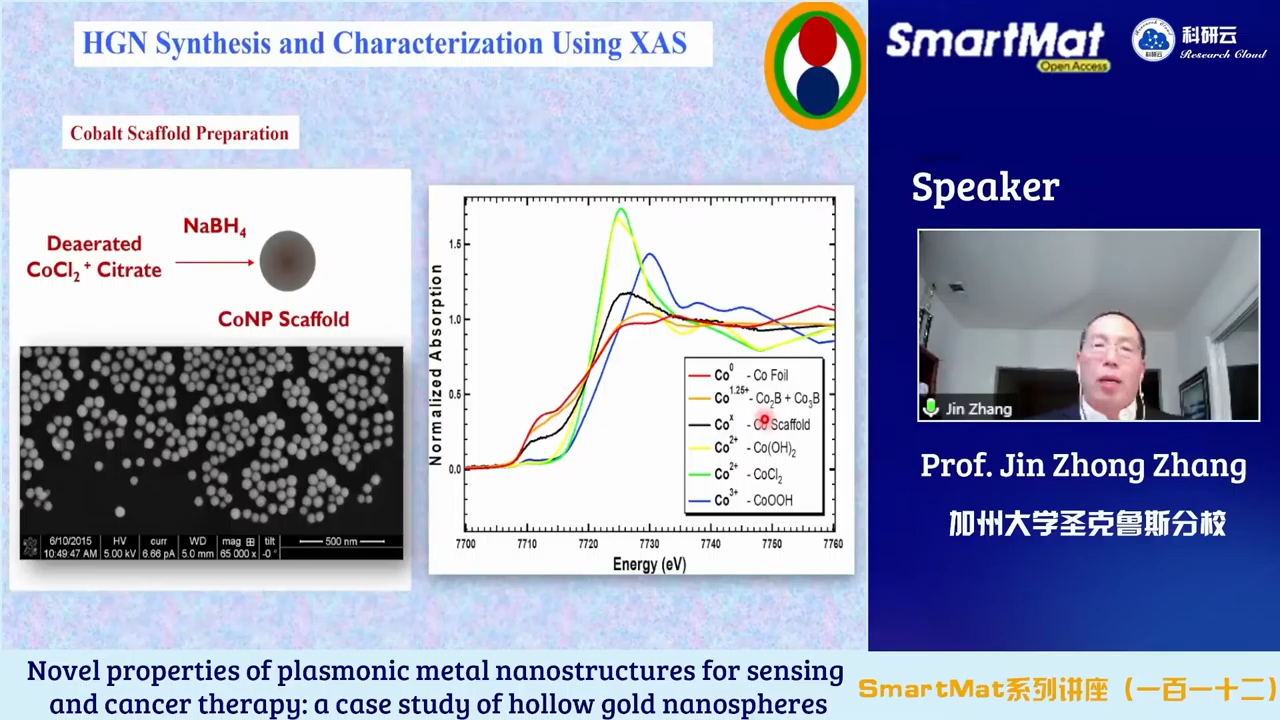 HGN Synthesis and Characterization Using XAS
Cobalt Scaffold Preparation
Deaerated
CoCl2 + Citrate
NaBH4
CoNP Scaffold
6/10/2015 HV curr WD mag ⊞ tilt
10:49:47 AM 5.00 kV 6.66 pA 5.0 mm 65 000 x -0 ° 500 nm
Normalized Absorption
1.5
1.0
0.5
0.0
7700 7710 7720 7730 7740 7750 7760
Energy (eV)
Co0 - Co Foil
Co1.25+ - Co2B + Co3B
Cox - Co Scaffold
Co2+ - Co(OH)2
Co2+ - CoCl2
Co3+ - CoOOH
SmartMat
Open Access
科研云
科研云
Research Cloud
Speaker
Jin Zhang
Prof. Jin Zhong Zhang
加州大学圣克鲁斯分校
Novel properties of plasmonic metal nanostructures for sensing
and cancer therapy: a case study of hollow gold nanospheres
SmartMat系列讲座（一百一十二）